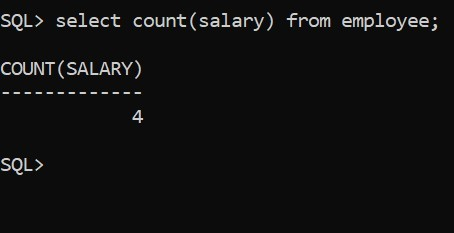 SQL> select count(salary) from employee;
COUNT(SALARY)
-------------
4
SQL>